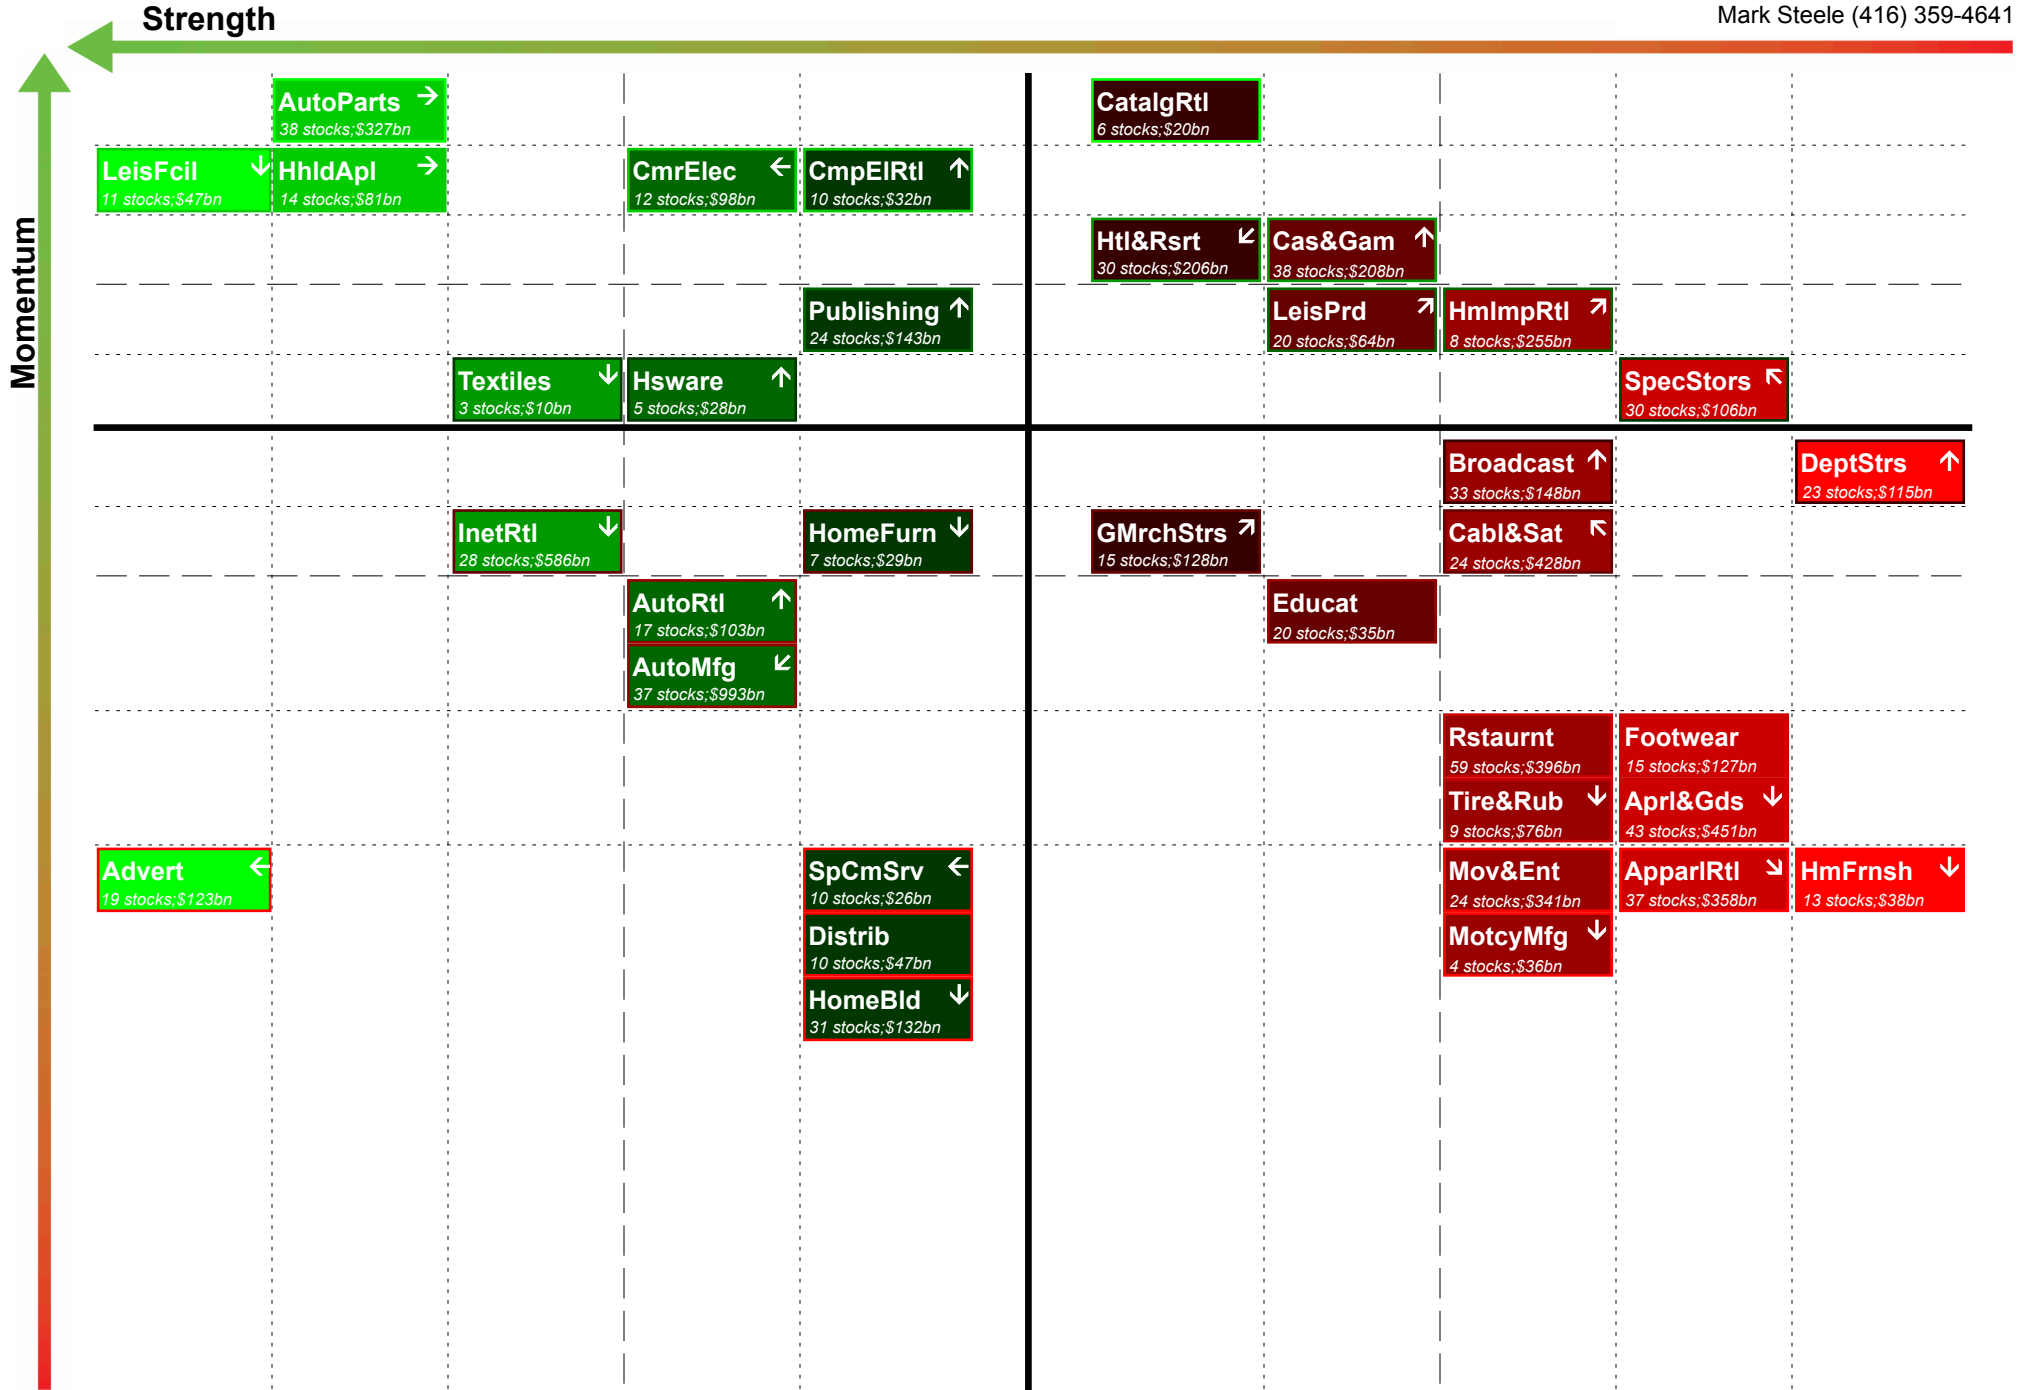 Strength
Mark Steele (416) 359-4641
Momentum
AutoParts
38 stocks;$327bn
CatalgRtl
6 stocks;$20bn
LeisFcil
11 stocks;$47bn
HhldApl
14 stocks;$81bn
CmrElec
12 stocks;$98bn
CmpElRtl
10 stocks;$32bn
Htl&Rsrt
30 stocks;$206bn
Cas&Gam
38 stocks;$208bn
Publishing
24 stocks;$143bn
LeisPrd
20 stocks;$64bn
HmImpRtl
8 stocks;$255bn
Textiles
3 stocks;$10bn
Hsware
5 stocks;$28bn
SpecStors
30 stocks;$106bn
Broadcast
33 stocks;$148bn
DeptStrs
23 stocks;$115bn
InetRtl
28 stocks;$586bn
HomeFurn
7 stocks;$29bn
GMrchStrs
15 stocks;$128bn
Cabl&Sat
24 stocks;$428bn
AutoRtl
17 stocks;$103bn
Educat
20 stocks;$35bn
AutoMfg
37 stocks;$993bn
Rstaurnt
59 stocks;$396bn
Footwear
15 stocks;$127bn
Tire&Rub
9 stocks;$76bn
Aprl&Gds
43 stocks;$451bn
Advert
19 stocks;$123bn
SpCmSrv
10 stocks;$26bn
Mov&Ent
24 stocks;$341bn
ApparlRtl
37 stocks;$358bn
HmFrnsh
13 stocks;$38bn
Distrib
10 stocks;$47bn
MotcyMfg
4 stocks;$36bn
HomeBld
31 stocks;$132bn